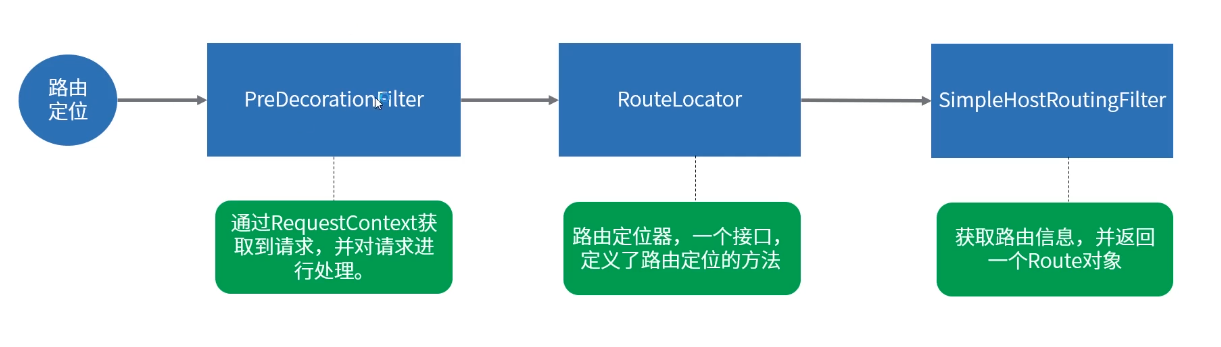 路由
定位
PreDecorationFilter
RouteLocator
SimpleHostRoutingFilter
通过RequestContext获
取到请求，并对请求进
行处理。
路由定位器，一个接口，
定义了路由定位的方法
获取路由信息，并返回
一个Route对象